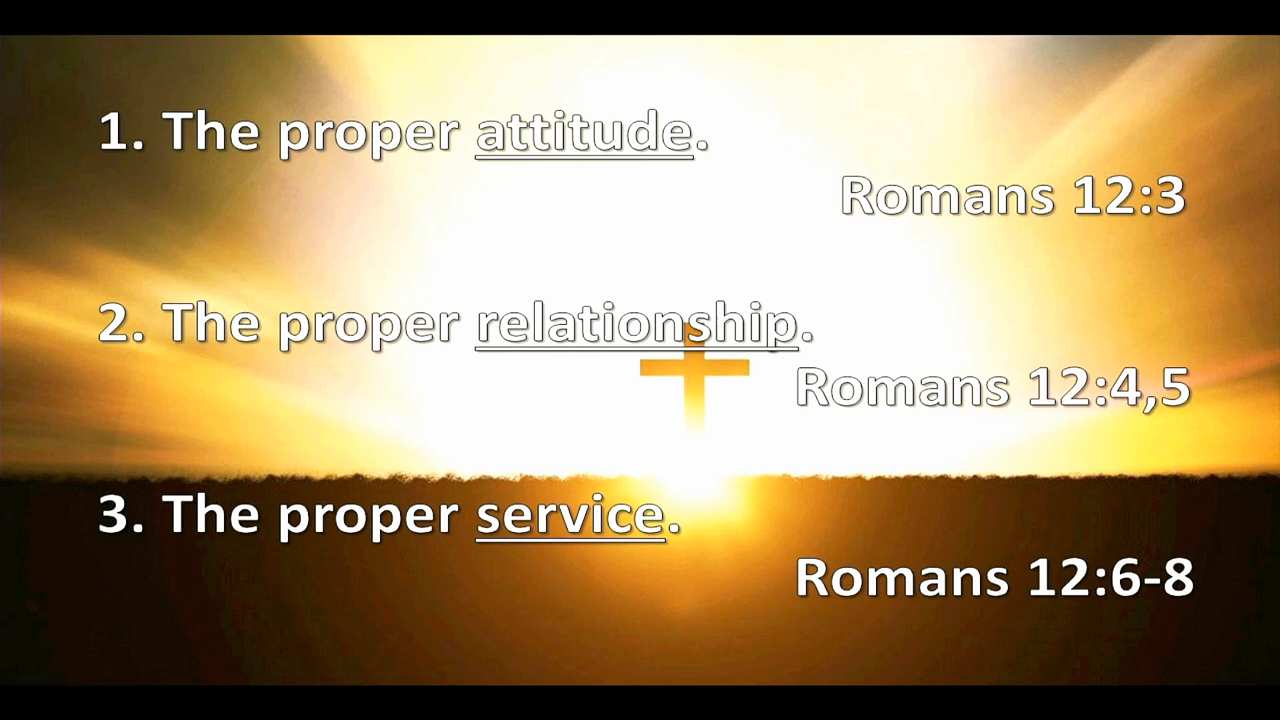 1. The proper attitude.
Romans 12:3
2. The proper relationship.
Romans 12:4,5
3. The proper service.
Romans 12:6-8